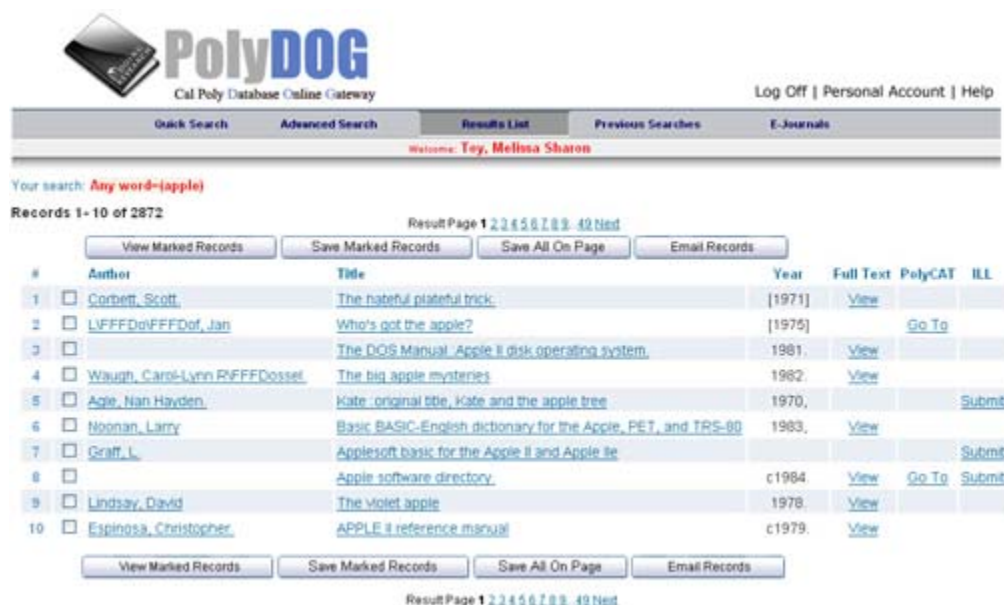 PolyDOG
Cal Poly Database Online Gateway
Log Off | Personal Account | Help
Quick Search Advanced Search Results List Previous Searches E-Journals
Welcome: Toy, Melissa Sharon
Your search: Any word=(apple)
Records 1- 10 of 2872
Result Page 1 2 3 4 5 6 7 8 9 .. 49 Next
View Marked Records Save Marked Records Save All On Page Email Records
# Author Title Year Full Text PolyCAT ILL
1 Corbett, Scott. The hateful plateful trick. [1971] View
2 L\FFFDo\FFFDof, Jan Who's got the apple? [1975] Go To
3 The DOS Manual :Apple II disk operating system. 1981. View
4 Waugh, Carol-Lynn R\FFFDossel. The big apple mysteries 1982. View
5 Agle, Nan Hayden. Kate :original title, Kate and the apple tree 1970, Submit
6 Noonan, Larry Basic BASIC-English dictionary for the Apple, PET, and TRS-80 1983, View
7 Graff, L. Applesoft basic for the Apple II and Apple IIe Submit
8 Apple software directory. c1984. View Go To Submit
9 Lindsay, David The violet apple 1978. View
10 Espinosa, Christopher. APPLE II reference manual c1979. View
View Marked Records Save Marked Records Save All On Page Email Records
Result Page 1 2 3 4 5 6 7 8 9 .. 49 Next